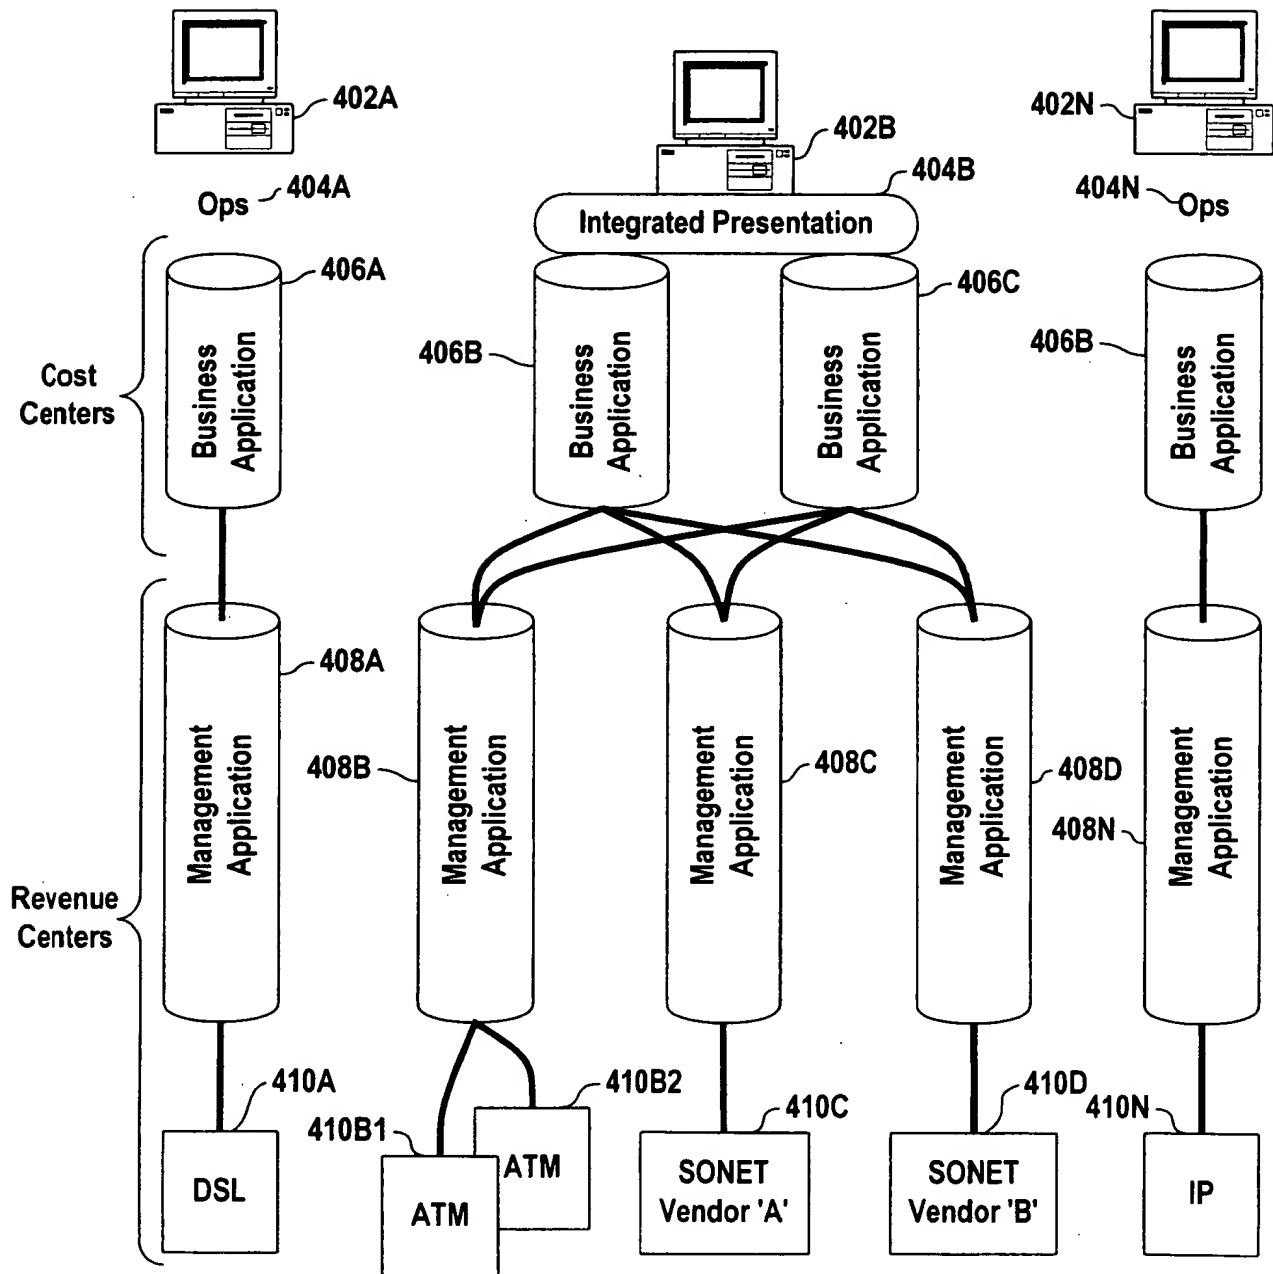 402A
402B
402N
Ops
404A
404B
404N
Ops
Integrated Presentation
406A
406B
406C
406B
Cost
Centers
Business
Application
Business
Application
Business
Application
Business
Application
408A
408B
408C
408D
408N
Management
Application
Management
Application
Management
Application
Management
Application
Management
Application
Revenue
Centers
410A
410B1
410B2
410C
410D
410N
DSL
ATM
ATM
SONET
Vendor 'A'
SONET
Vendor 'B'
IP